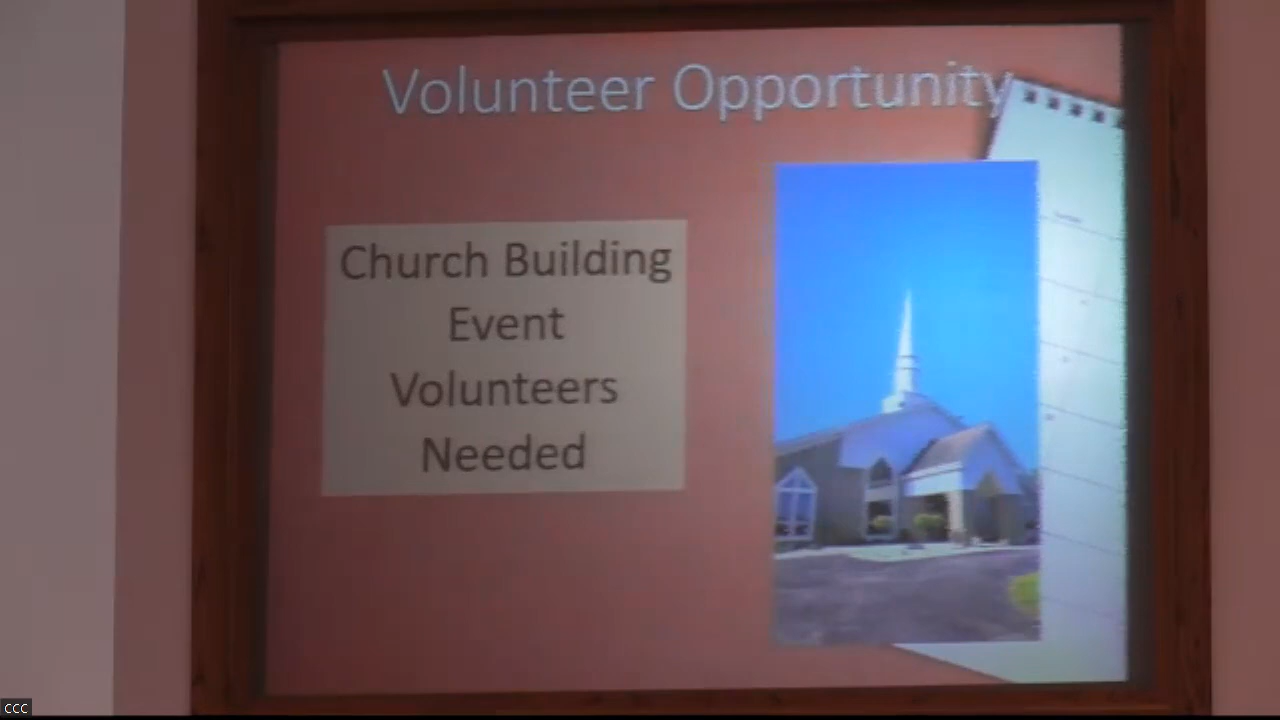 Volunteer Opportunity
Church Building
Event
Volunteers
Needed
ccc